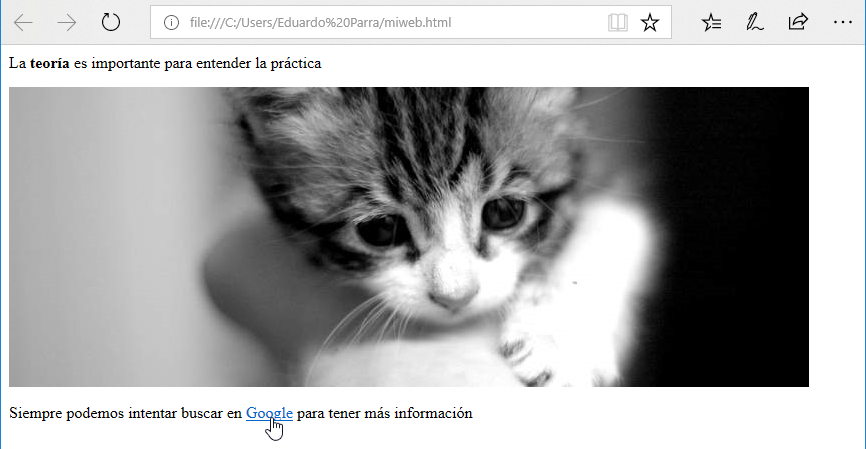 file:///C:/Users/Eduardo%20Parra/miweb.html
La teoría es importante para entender la práctica
Siempre podemos intentar buscar en Google para tener más información